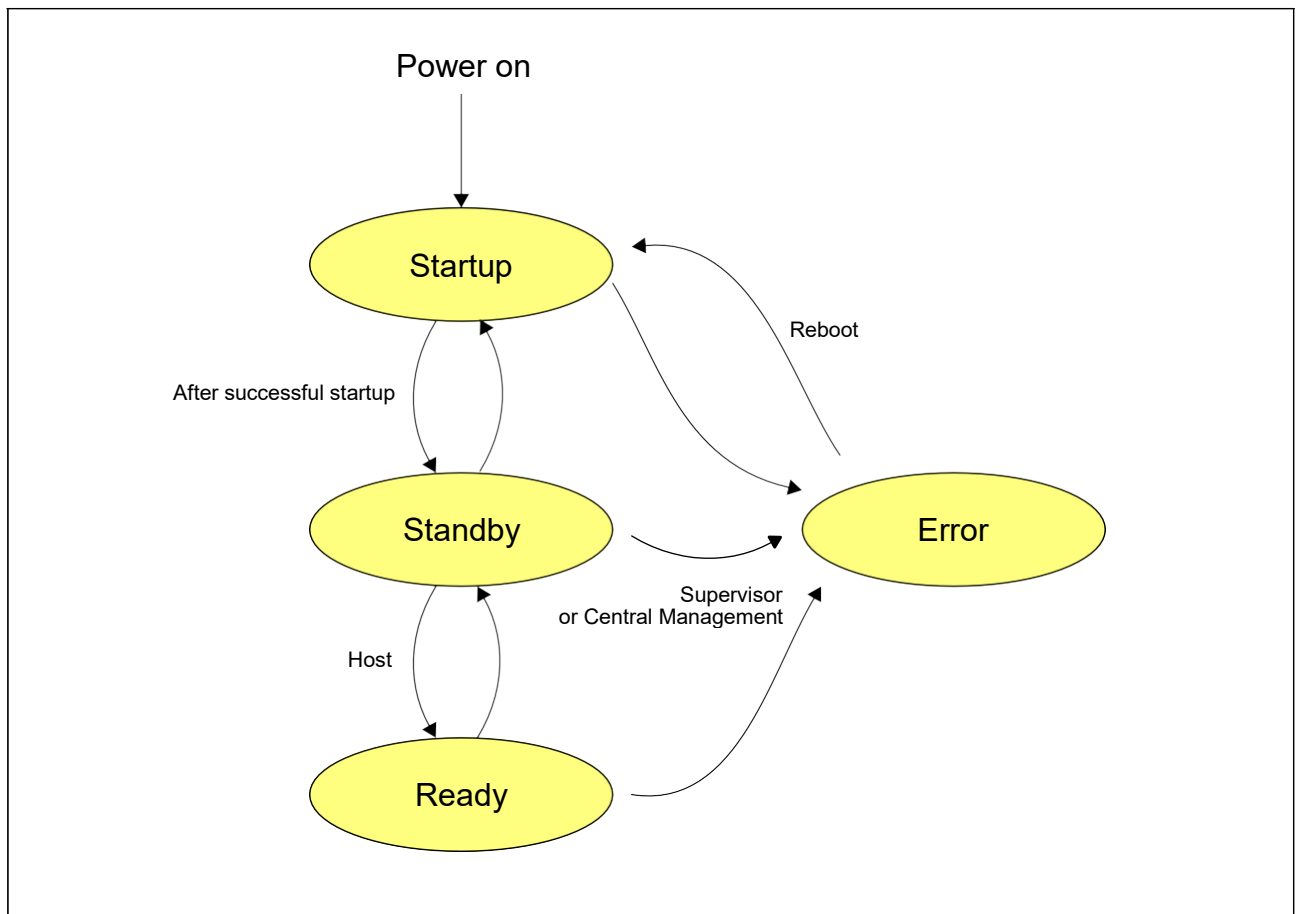 Power on
Startup
Reboot
After successful startup
Standby
Error
Supervisor
or Central Management
Host
Ready